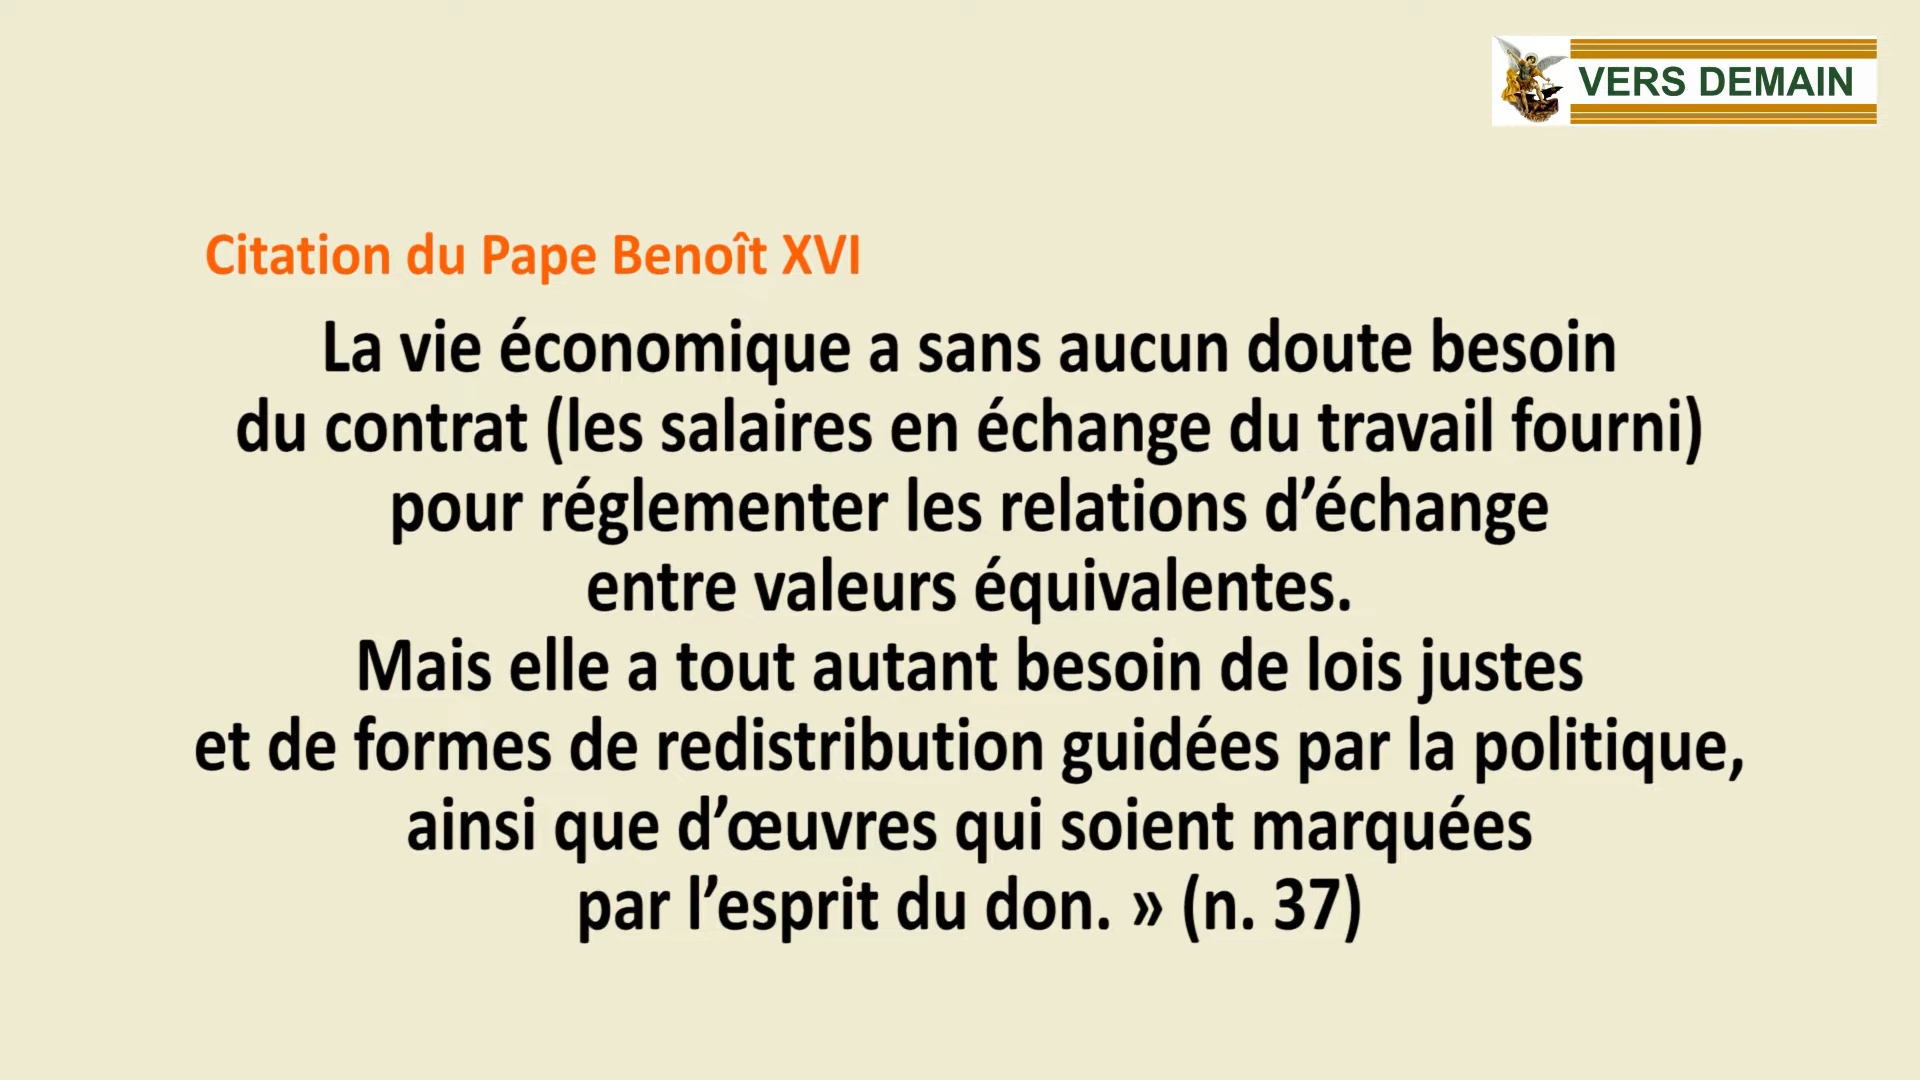 VERS DEMAIN
Citation du Pape Benoît XVI
La vie économique a sans aucun doute besoin
du contrat (les salaires en échange du travail fourni)
pour réglementer les relations d’échange
entre valeurs équivalentes.
Mais elle a tout autant besoin de lois justes
et de formes de redistribution guidées par la politique,
ainsi que d’œuvres qui soient marquées
par l’esprit du don. » (n. 37)